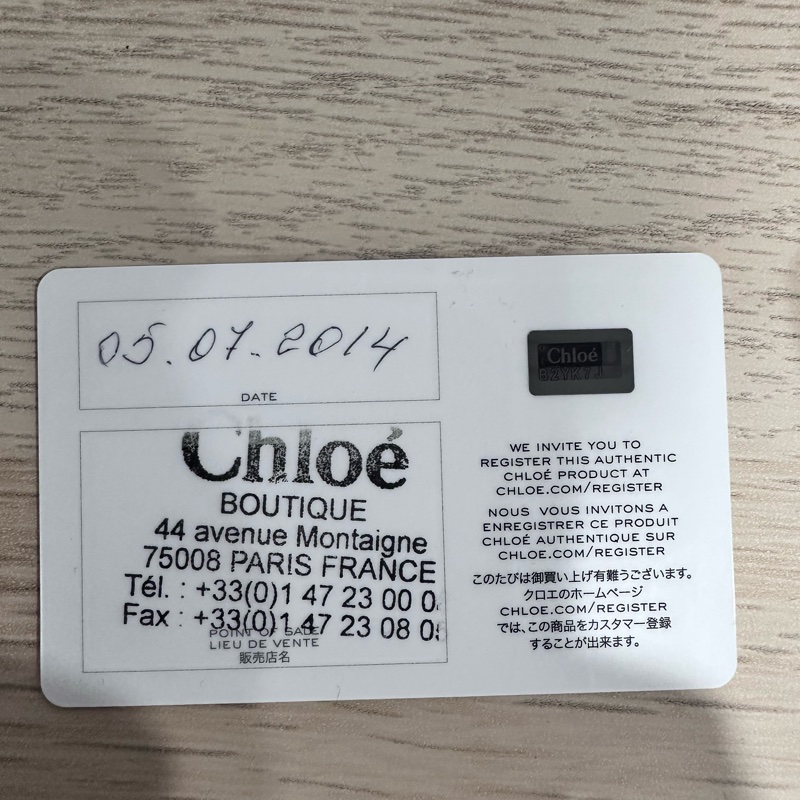 05.07.2014
DATE
Chloé
BOUTIQUE
44 avenue Montaigne
75008 PARIS FRANCE
Tél. : +33(0)1 47 23 00 0
Fax : +33(0)1 47 23 08 0
POINT OF SALE
LIEU DE VENTE
販売店名
Chloé
WE INVITE YOU TO
REGISTER THIS AUTHENTIC
CHLOÉ PRODUCT AT
CHLOE.COM/REGISTER
NOUS VOUS INVITONS A
ENREGISTRER CE PRODUIT
CHLOÉ AUTHENTIQUE SUR
CHLOE.COM/REGISTER
このたびは御買い上げ有難うございます。
クロエのホームページ
CHLOE.COM/REGISTER
では、この商品をカスタマー登録
することが出来ます。